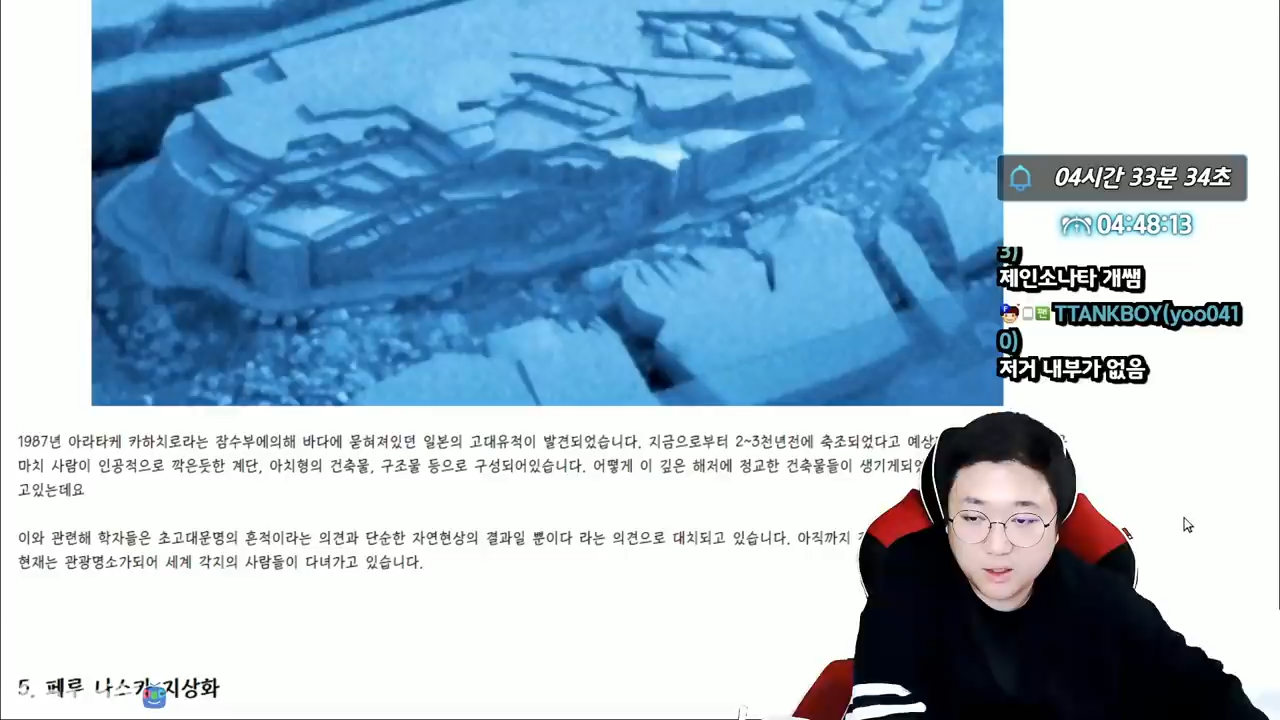 04시간 33분 34초
04:48:13
3)
제인소나타 개쌤
팬 TTANKBOY(yoo041
0)
저거 내부가 없음
1987년 아라타케 카하치로라는 잠수부에의해 바다에 묻혀져있던 일본의 고대유적이 발견되었습니다. 지금으로부터 2~3천년전에 축조되었다고
마치 사람이 인공적으로 깍은듯한 계단, 아치형의 건축물, 구조물 등으로 구성되어있습니다. 어떻게 이 깊은 해저에 정교한 건축물들이
고있는데요
이와 관련해 학자들은 초고대문명의 흔적이라는 의견과 단순한 자연현상의 결과일 뿐이다 라는 의견으로 대치되고 있습니다. 아직까지
현재는 관광명소가되어 세계 각지의 사람들이 다녀가고 있습니다.
5. 페루 나스카 지상화